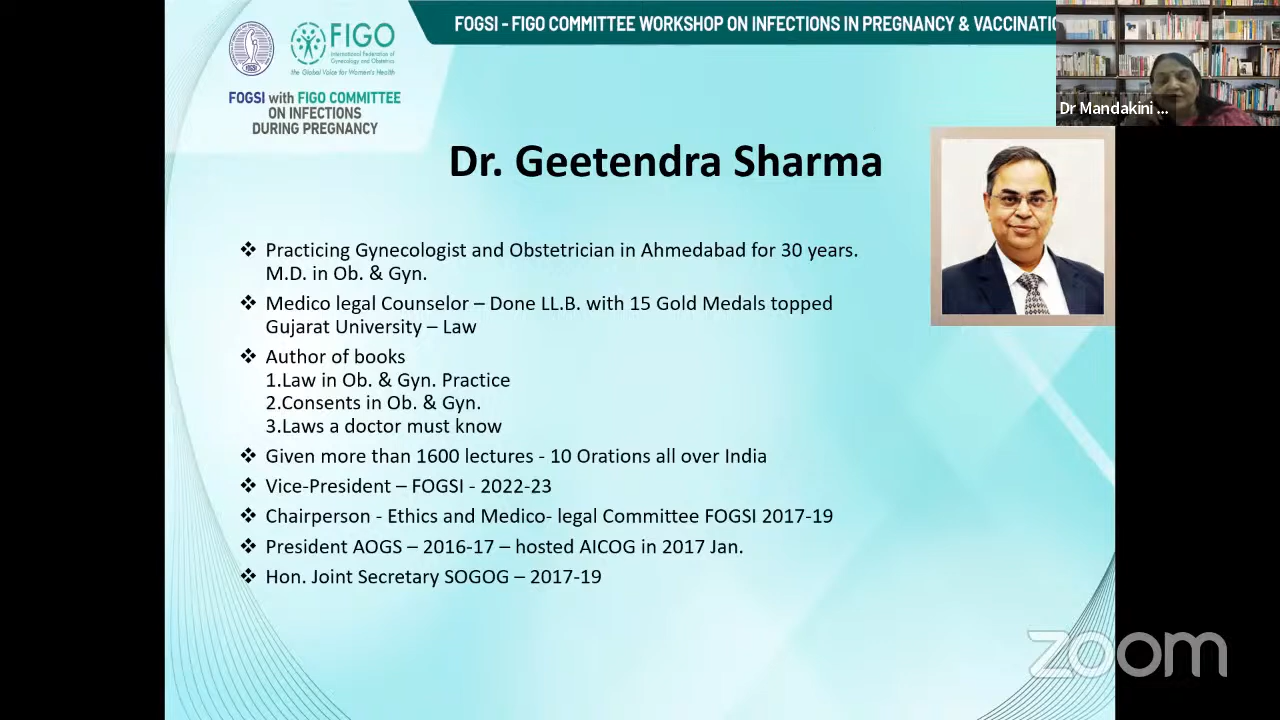 FOGSI - FIGO COMMITTEE WORKSHOP ON INFECTIONS IN PREGNANCY & VACCINATIO
FIGO
International Federation of
Gynecology and Obstetrics
the Global Voice for Women's Health
FOGSI with FIGO COMMITTEE
ON INFECTIONS
DURING PREGNANCY
Dr Mandakini ...
Dr. Geetendra Sharma
❖ Practicing Gynecologist and Obstetrician in Ahmedabad for 30 years.
M.D. in Ob. & Gyn.
❖ Medico legal Counselor – Done LL.B. with 15 Gold Medals topped
Gujarat University – Law
❖ Author of books
1.Law in Ob. & Gyn. Practice
2.Consents in Ob. & Gyn.
3.Laws a doctor must know
❖ Given more than 1600 lectures - 10 Orations all over India
❖ Vice-President – FOGSI - 2022-23
❖ Chairperson - Ethics and Medico- legal Committee FOGSI 2017-19
❖ President AOGS – 2016-17 – hosted AICOG in 2017 Jan.
❖ Hon. Joint Secretary SOGOG – 2017-19
zoom